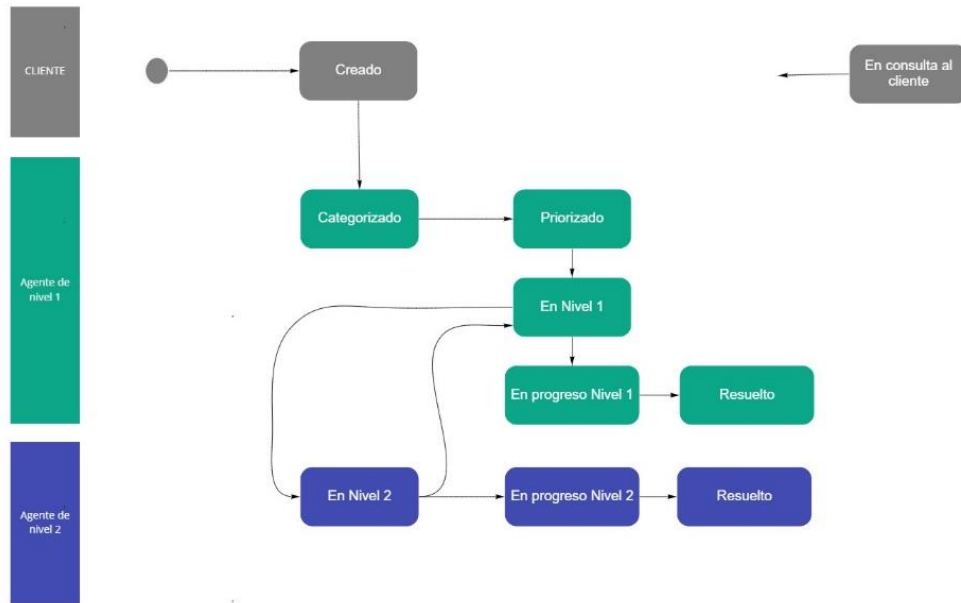 CLIENTE
Creado
En consulta al
cliente
Categorizado
Priorizado
Agente de
nivel 1
En Nivel 1
En progreso Nivel 1
Resuelto
Agente de
nivel 2
En Nivel 2
En progreso Nivel 2
Resuelto